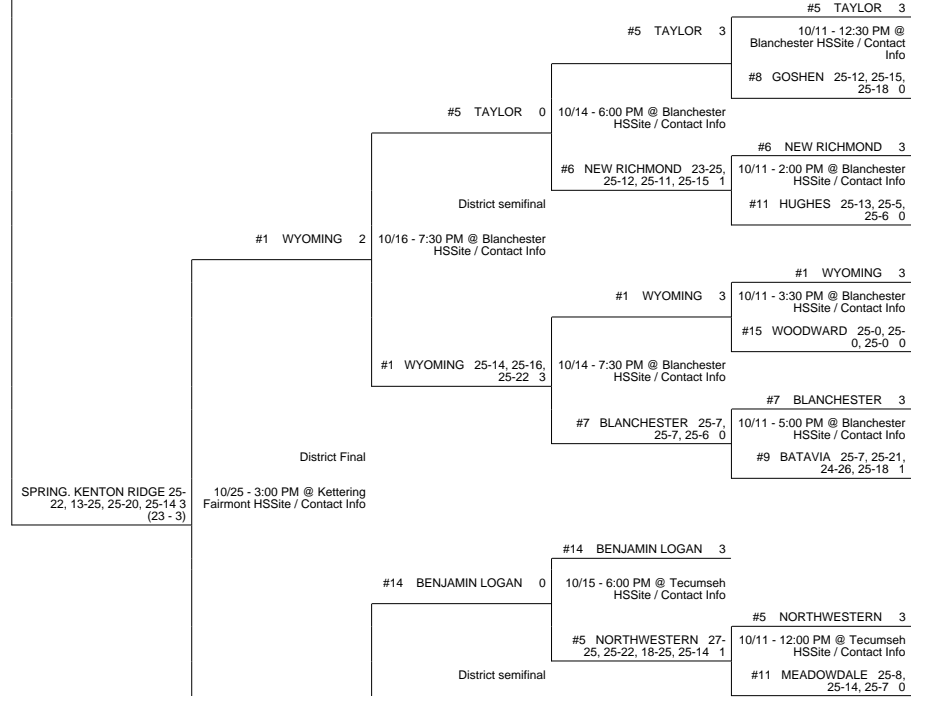 #5 TAYLOR 3
#5 TAYLOR 3
10/11 - 12:30 PM @
Blanchester HSSite / Contact
Info
#8 GOSHEN 25-12, 25-15,
25-18 0
#5 TAYLOR 0
10/14 - 6:00 PM @ Blanchester
HSSite / Contact Info
#6 NEW RICHMOND 3
#6 NEW RICHMOND 23-25,
25-12, 25-11, 25-15 1
10/11 - 2:00 PM @ Blanchester
HSSite / Contact Info
#11 HUGHES 25-13, 25-5,
25-6 0
District semifinal
#1 WYOMING 2
10/16 - 7:30 PM @ Blanchester
HSSite / Contact Info
#1 WYOMING 3
#1 WYOMING 3
10/11 - 3:30 PM @ Blanchester
HSSite / Contact Info
#15 WOODWARD 25-0, 25-
0, 25-0 0
#1 WYOMING 25-14, 25-16,
25-22 3
10/14 - 7:30 PM @ Blanchester
HSSite / Contact Info
#7 BLANCHESTER 3
#7 BLANCHESTER 25-7,
25-7, 25-6 0
10/11 - 5:00 PM @ Blanchester
HSSite / Contact Info
#9 BATAVIA 25-7, 25-21,
24-26, 25-18 1
District Final
SPRING. KENTON RIDGE 25-
22, 13-25, 25-20, 25-14 3
(23 - 3)
10/25 - 3:00 PM @ Kettering
Fairmont HSSite / Contact Info
#14 BENJAMIN LOGAN 3
#14 BENJAMIN LOGAN 0
10/15 - 6:00 PM @ Tecumseh
HSSite / Contact Info
#5 NORTHWESTERN 3
#5 NORTHWESTERN 27-
25, 25-22, 18-25, 25-14 1
10/11 - 12:00 PM @ Tecumseh
HSSite / Contact Info
#11 MEADOWDALE 25-8,
25-14, 25-7 0
District semifinal